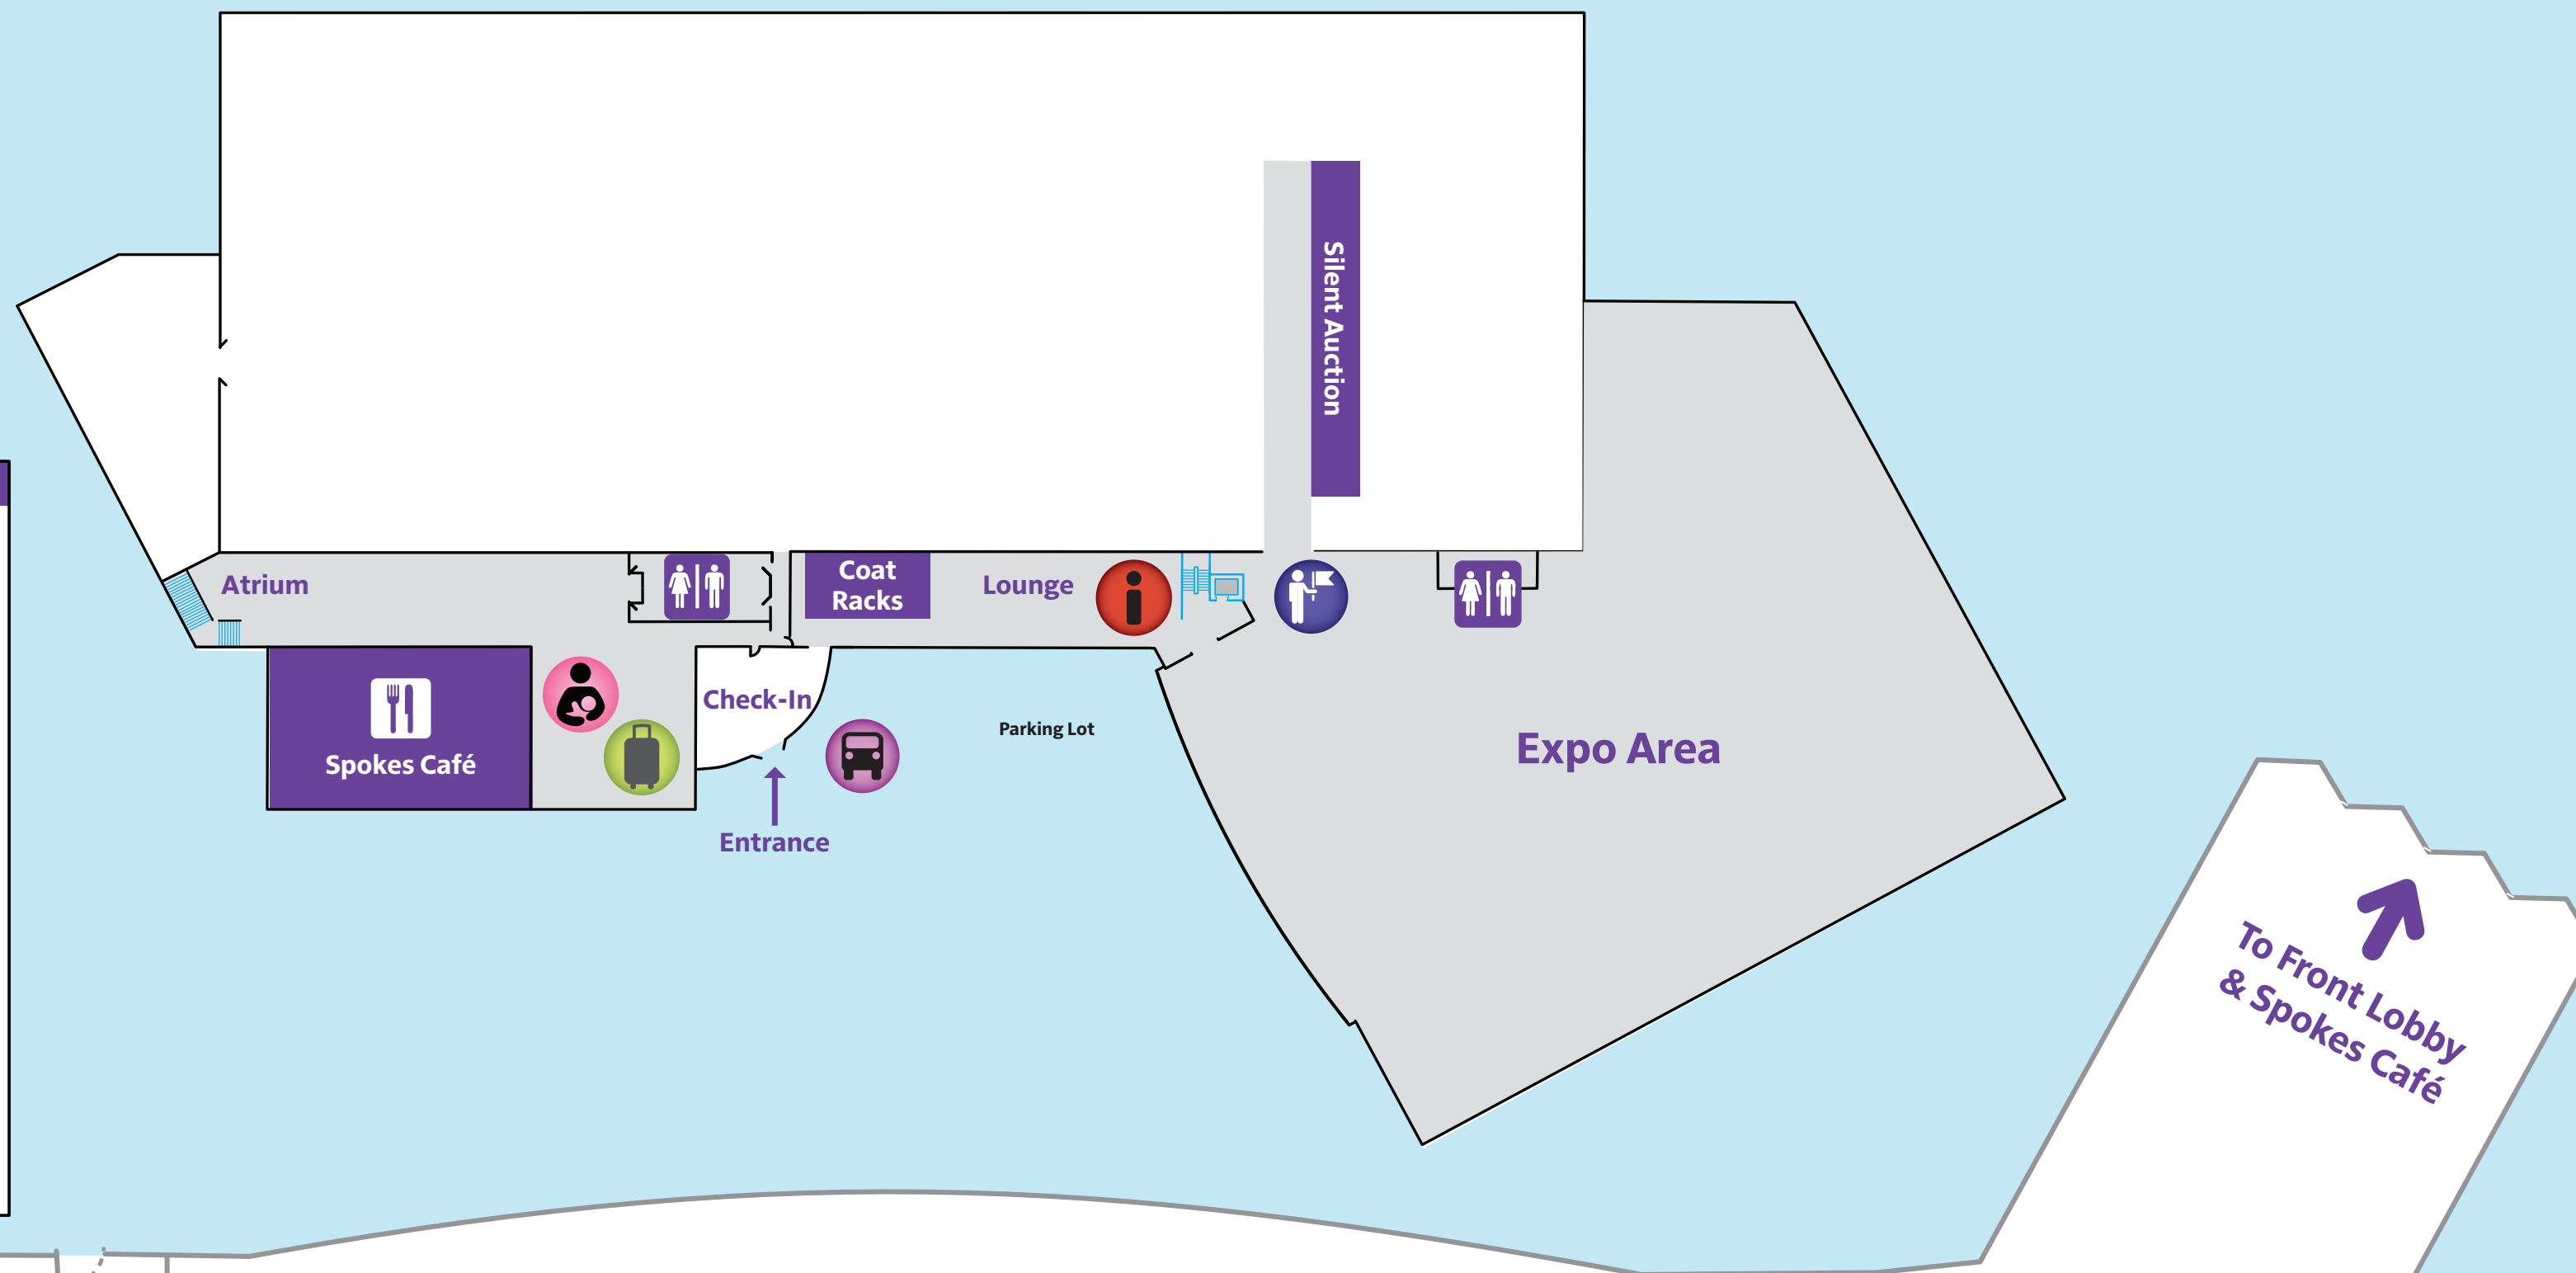 Silent Auction
Atrium
Coat
Racks
Lounge
Check-In
Parking Lot
Spokes Café
Expo Area
Entrance
To Front Lobby
& Spokes Café